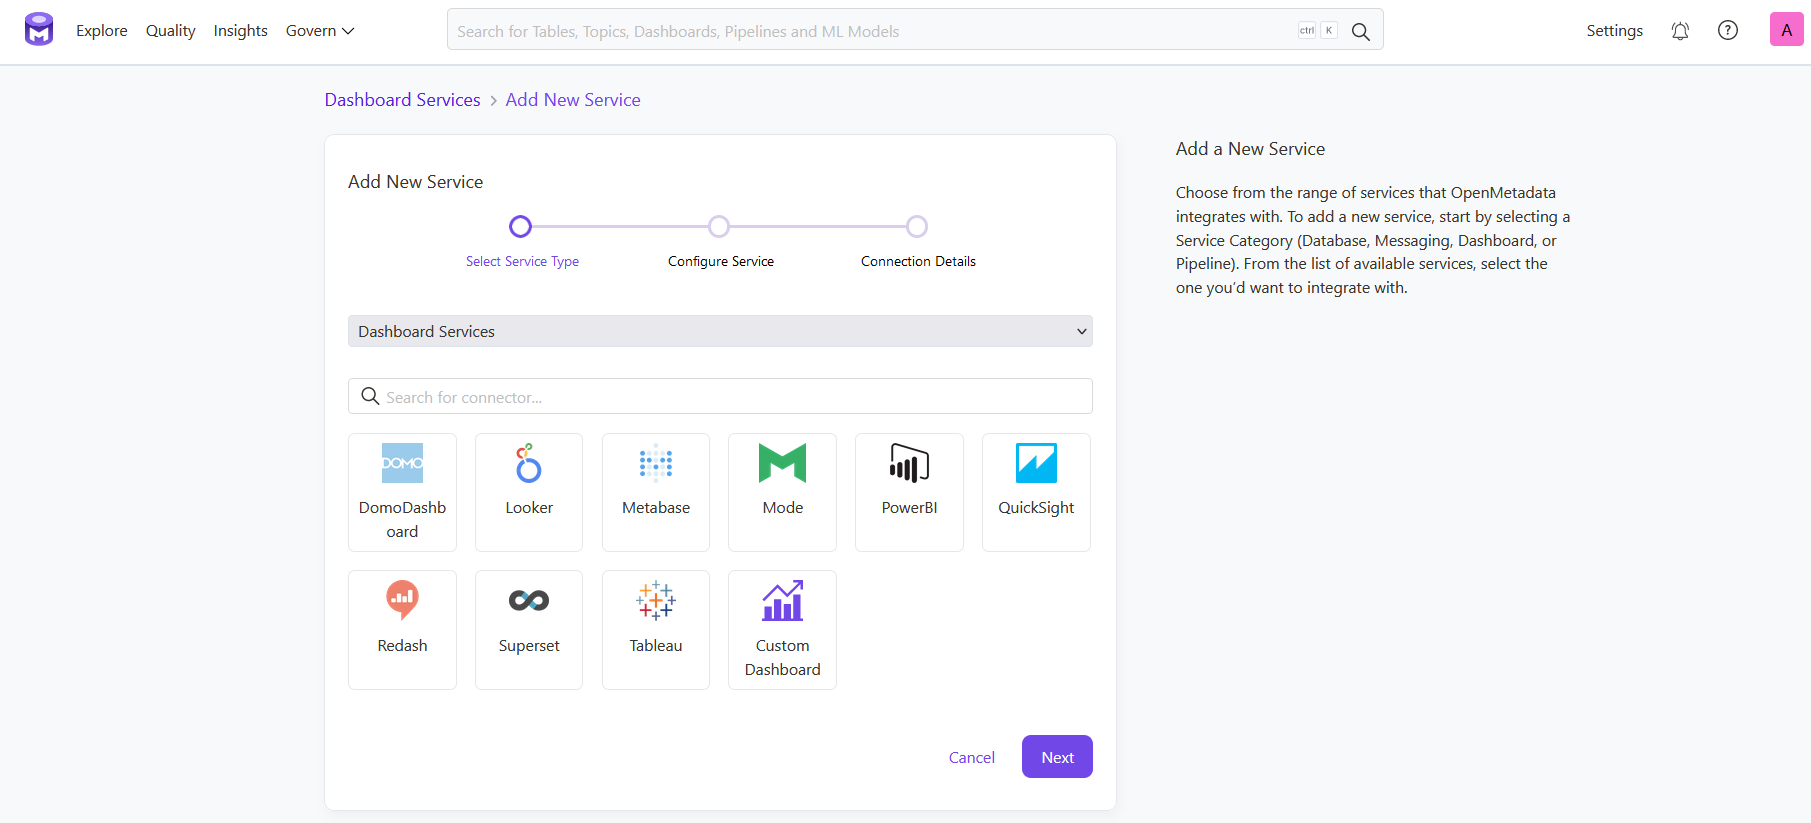 Explore Quality Insights Govern
Search for Tables, Topics, Dashboards, Pipelines and ML Models
ctrl K
Settings
?
A
Dashboard Services > Add New Service
Add New Service
Select Service Type
Configure Service
Connection Details
Dashboard Services
Search for connector...
DOMO
DomoDashb
oard
Looker
Metabase
Mode
PowerBI
QuickSight
Redash
Superset
Tableau
Custom
Dashboard
Cancel
Next
Add a New Service
Choose from the range of services that OpenMetadata
integrates with. To add a new service, start by selecting a
Service Category (Database, Messaging, Dashboard, or
Pipeline). From the list of available services, select the
one you’d want to integrate with.